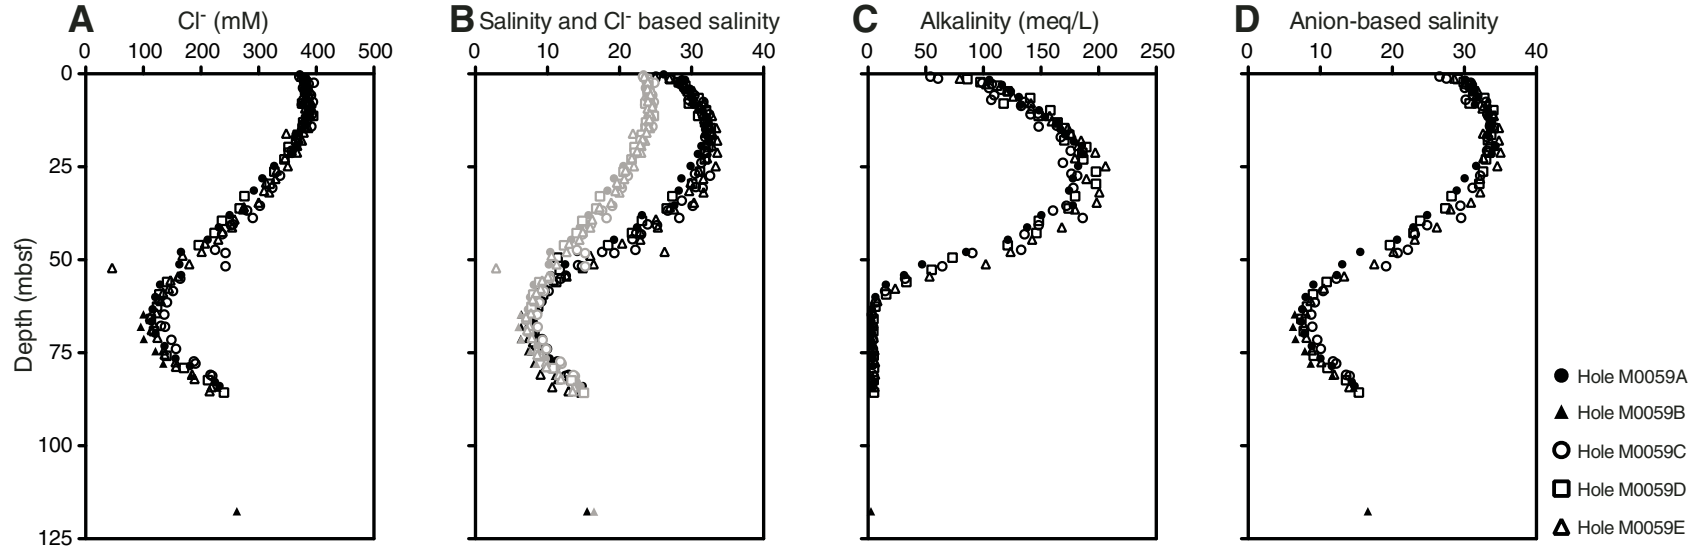 A Cl⁻ (mM)
0 100 200 300 400 500
B Salinity and Cl⁻ based salinity
0 10 20 30 40
C Alkalinity (meq/L)
0 50 100 150 200 250
D Anion-based salinity
0 10 20 30 40
Depth (mbsf)
0
25
50
75
100
125
Hole M0059A
Hole M0059B
Hole M0059C
Hole M0059D
Hole M0059E